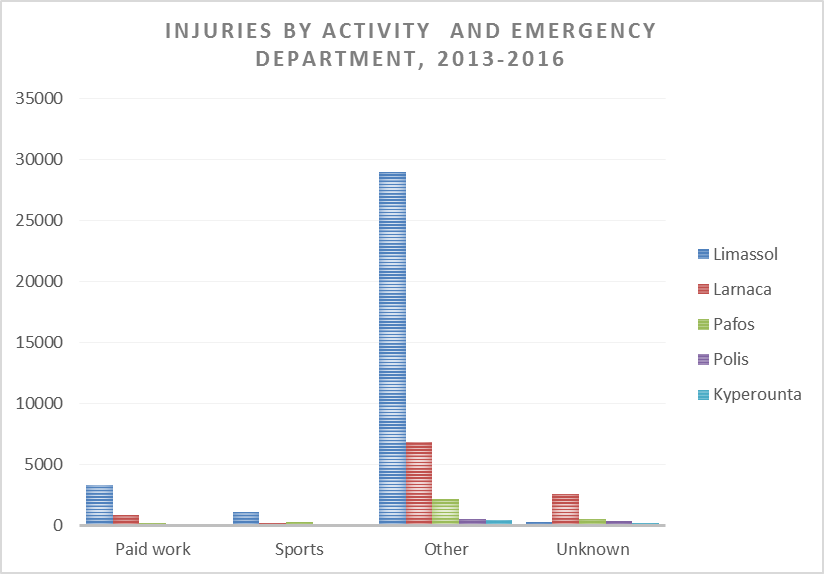 INJURIES BY ACTIVITY AND EMERGENCY
DEPARTMENT, 2013-2016
35000
30000
25000
20000
15000
10000
5000
0
Paid work
Sports
Other
Unknown
Limassol
Larnaca
Pafos
Polis
Kyperounta